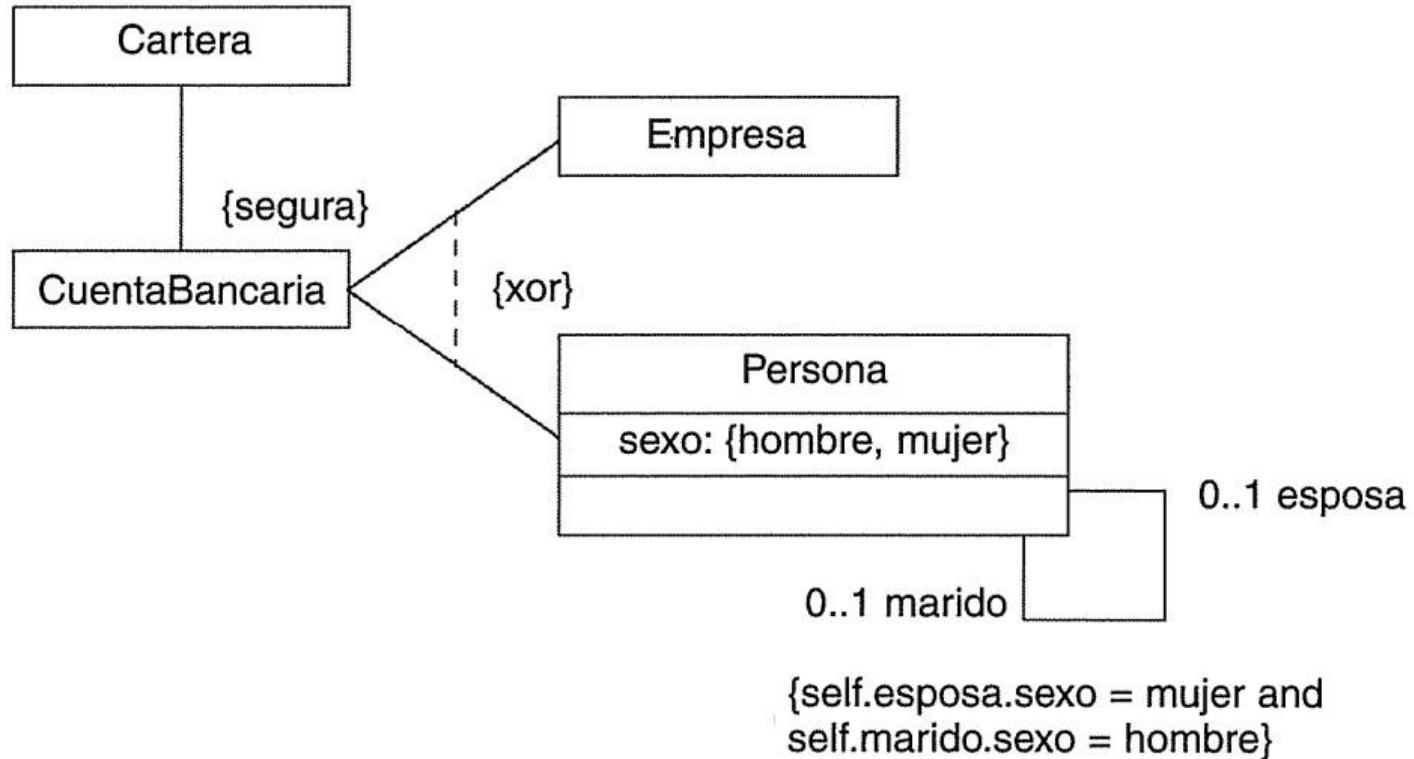 Cartera
Empresa
{segura}
CuentaBancaria
{xor}
Persona
sexo: {hombre, mujer}
0..1 esposa
0..1 marido
{self.esposa.sexo = mujer and
self.marido.sexo = hombre}